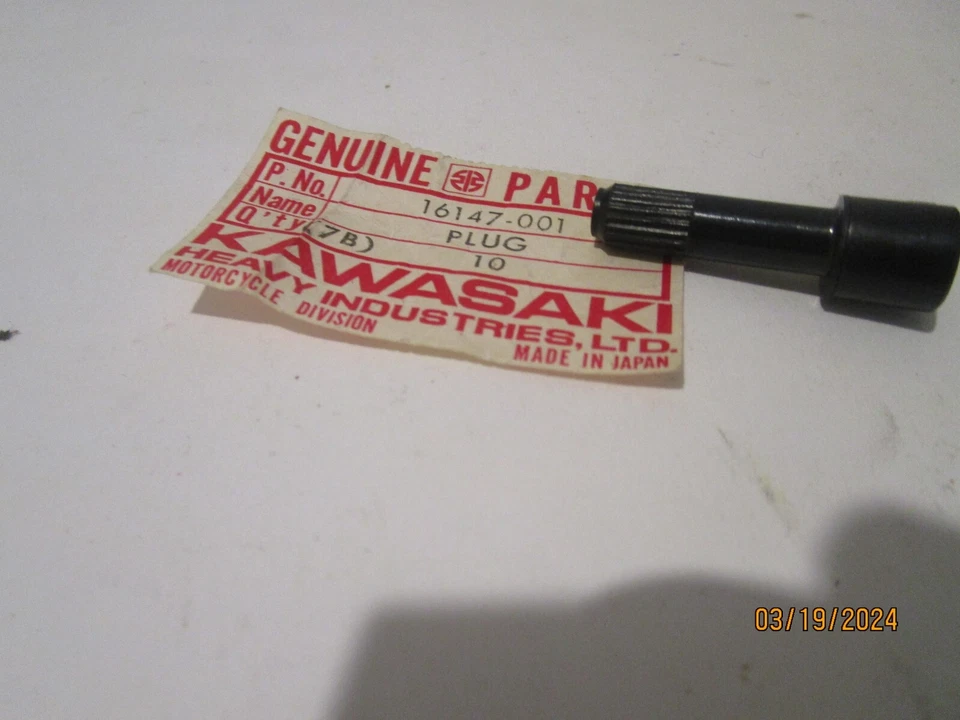 GENUINE PAR
P. No. 16147-001
Name PLUG
Q'ty (7B) 10
KAWASAKI
HEAVY INDUSTRIES, LTD.
MOTORCYCLE DIVISION
MADE IN JAPAN
03/19/2024